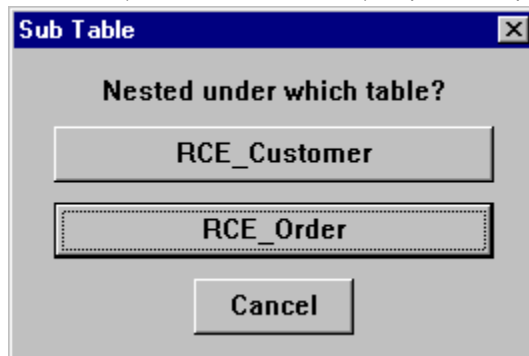 Sub Table
Nested under which table?
RCE_Customer
RCE_Order
Cancel